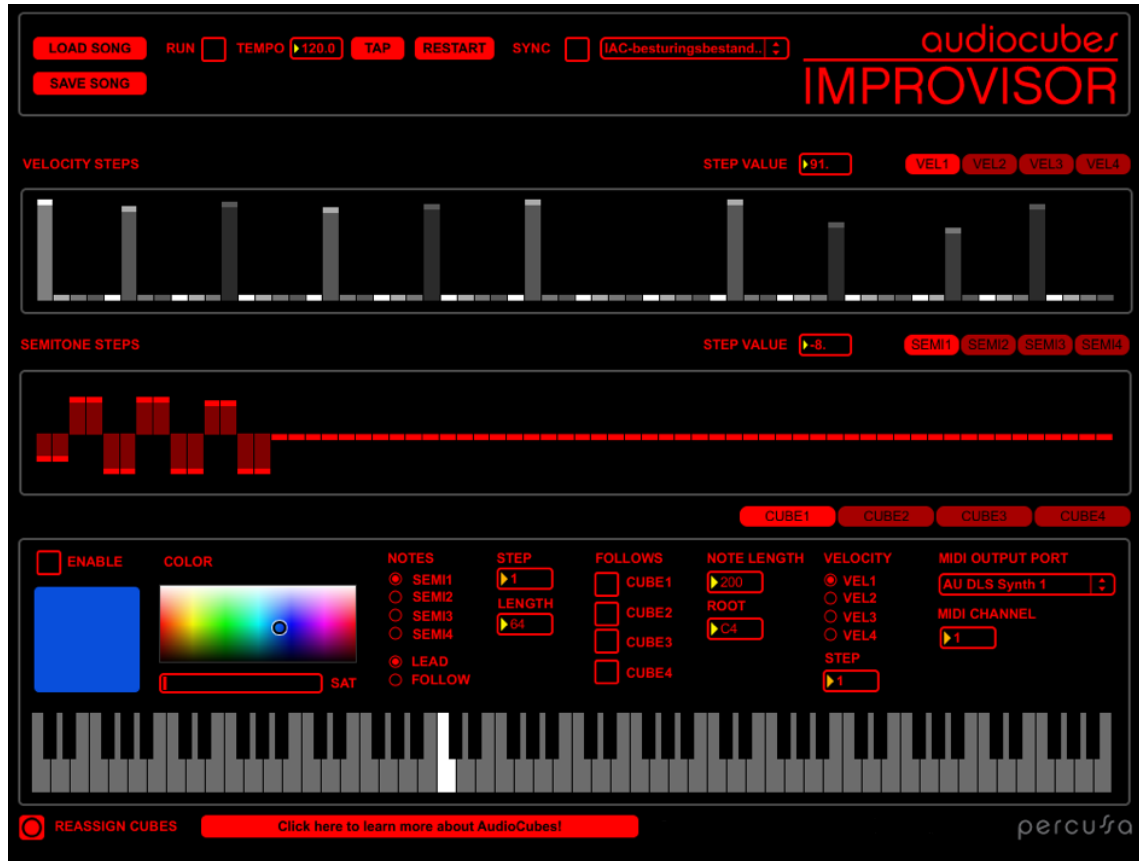 LOAD SONG RUN TEMPO 120.0 TAP RESTART SYNC IAC-besturingsbestand..
audiocubes
IMPROVISOR
SAVE SONG
VELOCITY STEPS STEP VALUE 91. VEL1 VEL2 VEL3 VEL4
SEMITONE STEPS STEP VALUE -8. SEMI1 SEMI2 SEMI3 SEMI4
CUBE1 CUBE2 CUBE3 CUBE4
ENABLE COLOR NOTES STEP FOLLOWS NOTE LENGTH VELOCITY MIDI OUTPUT PORT
SEMI1 1 CUBE1 200 VEL1 AU DLS Synth 1
SEMI2 LENGTH CUBE2 ROOT VEL2 MIDI CHANNEL
SEMI3 64 CUBE3 C4 VEL3 1
SEMI4 CUBE4 VEL4
LEAD STEP
SAT FOLLOW 1
REASSIGN CUBES Click here to learn more about AudioCubes! percussa